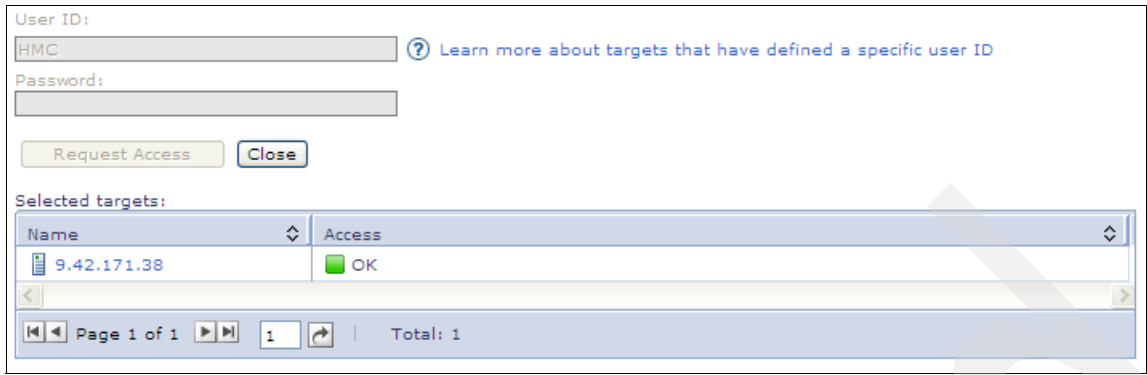 User ID:
HMC
? Learn more about targets that have defined a specific user ID
Password:
Request Access Close
Selected targets:
Name Access
9.42.171.38 OK
Page 1 of 1 1 Total: 1